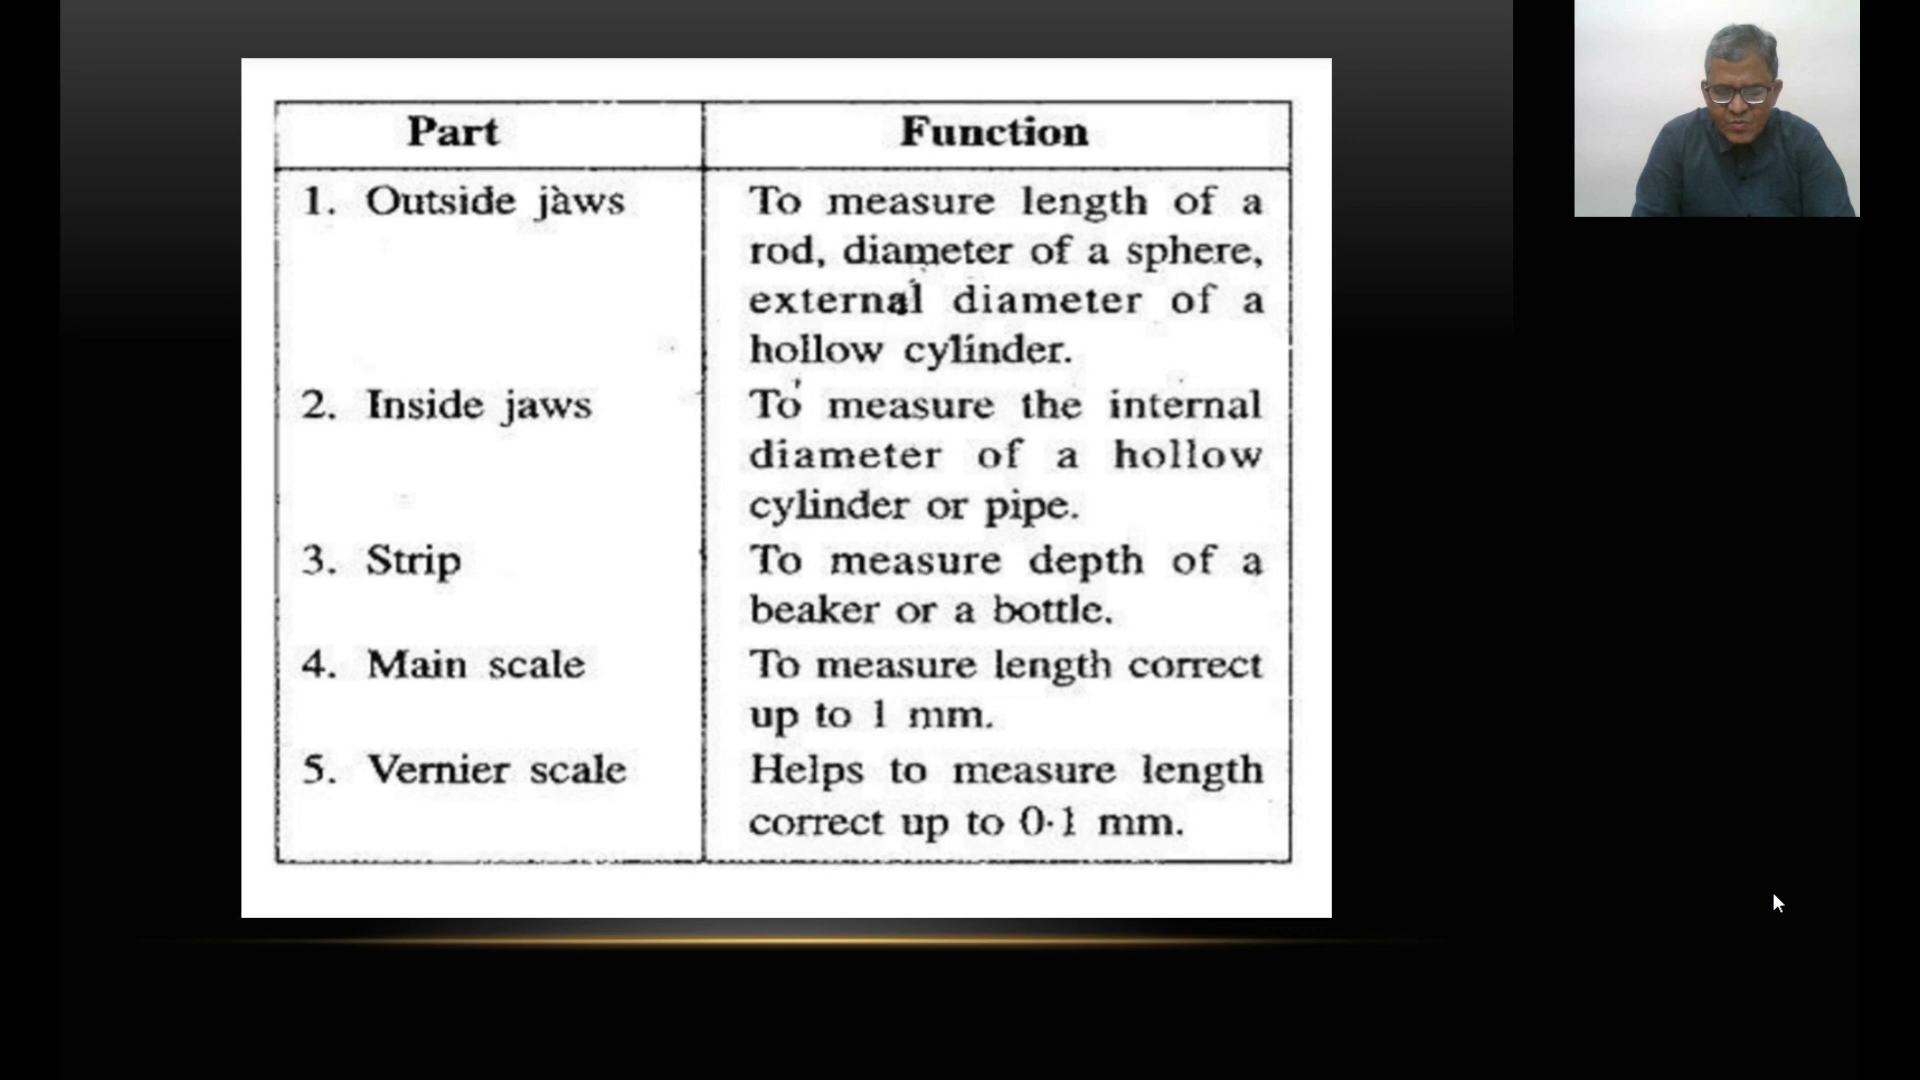 Part Function
1. Outside jaws To measure length of a
rod, diameter of a sphere,
external diameter of a
hollow cylinder.
2. Inside jaws To measure the internal
diameter of a hollow
cylinder or pipe.
3. Strip To measure depth of a
beaker or a bottle.
4. Main scale To measure length correct
up to 1 mm.
5. Vernier scale Helps to measure length
correct up to 0·1 mm.